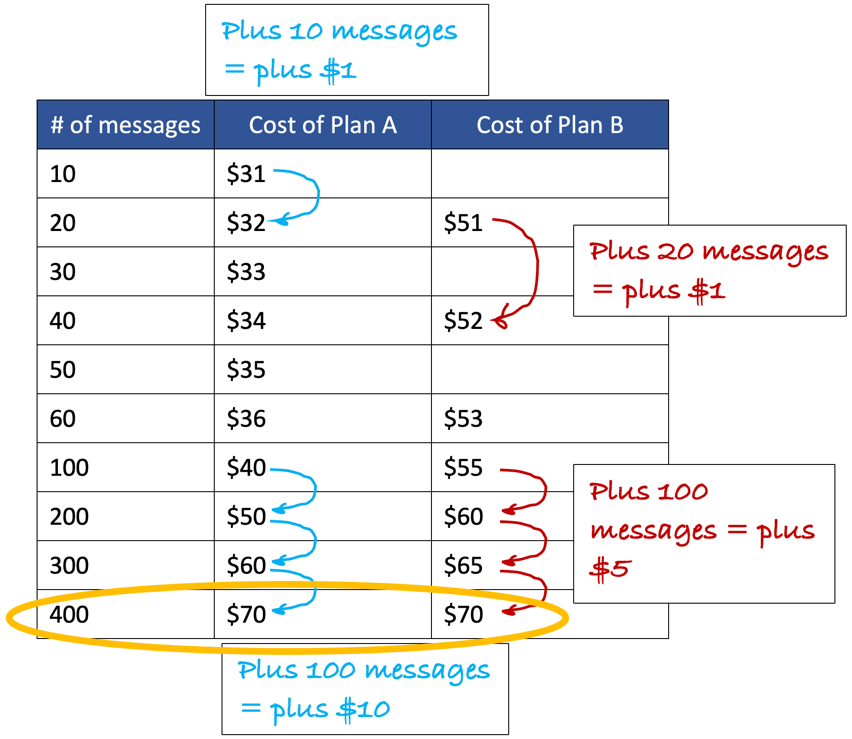 Plus 10 messages
= plus $1
# of messages Cost of Plan A Cost of Plan B
10 $31
20 $32 $51
Plus 20 messages
= plus $1
30 $33
40 $34 $52
50 $35
60 $36 $53
100 $40 $55
200 $50 $60
300 $60 $65
Plus 100
messages = plus
$5
400 $70 $70
Plus 100 messages
= plus $10